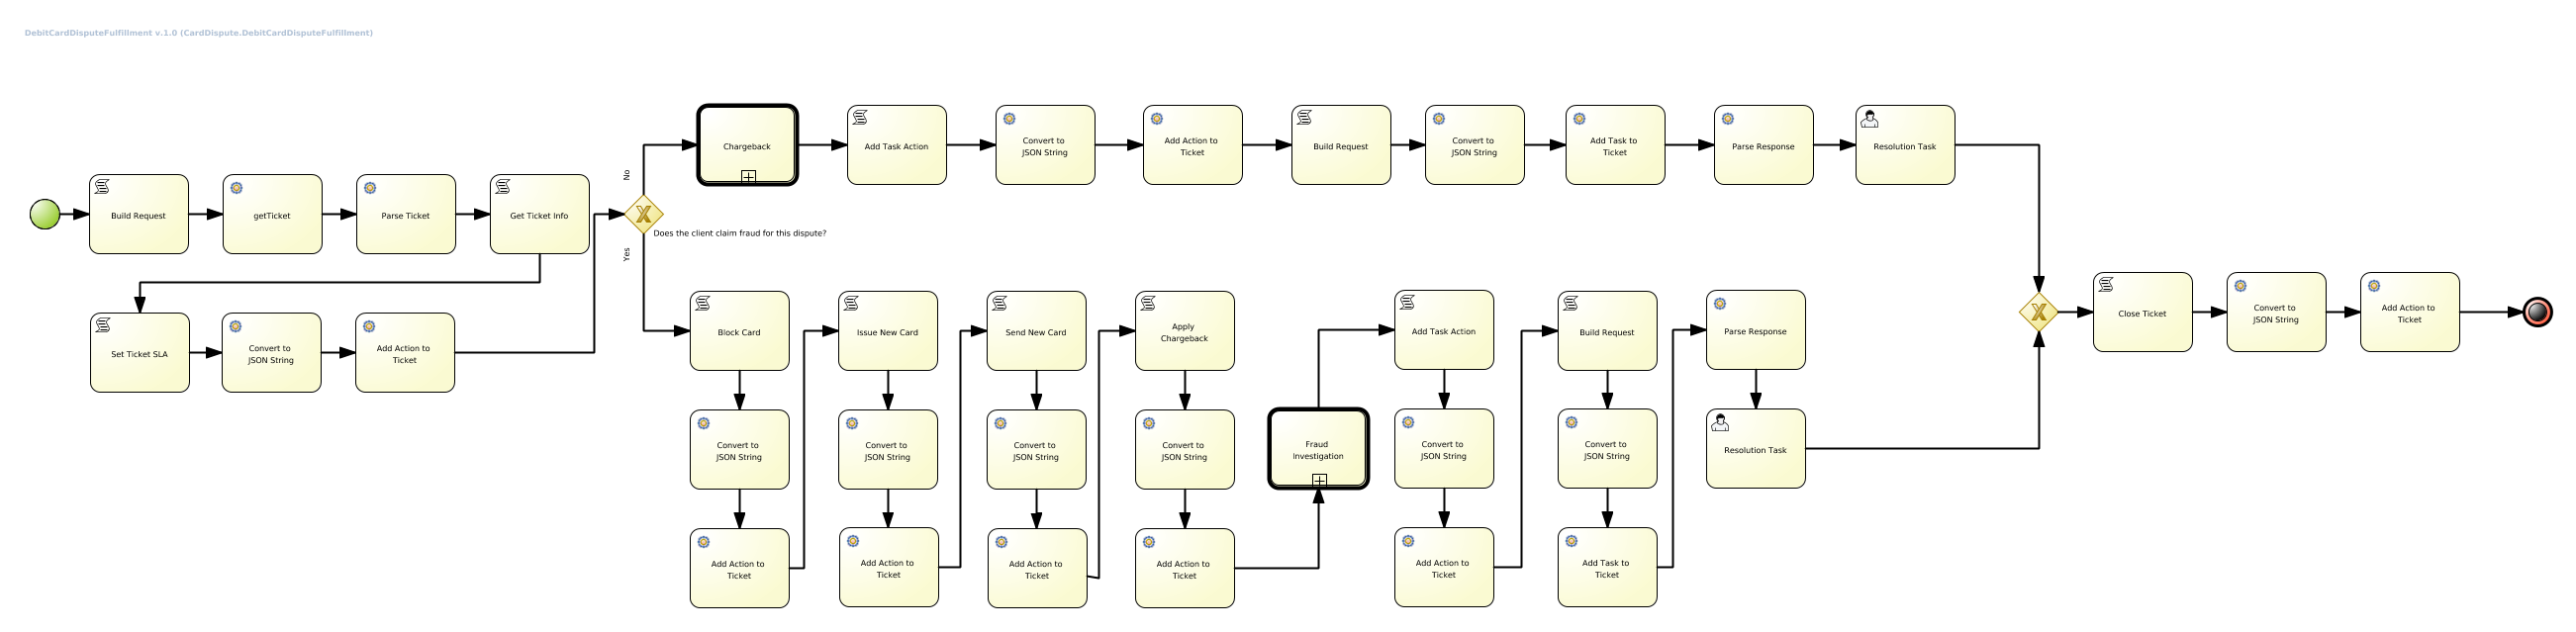 DebitCardDisputeFulfillment v.1.0 (CardDispute.DebitCardDisputeFulfillment)
Chargeback
Add Task Action
Convert to
JSON String
Add Action to
Ticket
Build Request
Convert to
JSON String
Add Task to
Ticket
Parse Response
Resolution Task
Build Request
getTicket
Parse Ticket
Get Ticket Info
No
Does the client claim fraud for this dispute?
Yes
Set Ticket SLA
Convert to
JSON String
Add Action to
Ticket
Block Card
Convert to
JSON String
Add Action to
Ticket
Issue New Card
Convert to
JSON String
Add Action to
Ticket
Send New Card
Convert to
JSON String
Add Action to
Ticket
Apply
Chargeback
Convert to
JSON String
Add Action to
Ticket
Fraud
Investigation
Add Task Action
Convert to
JSON String
Add Action to
Ticket
Build Request
Convert to
JSON String
Add Task to
Ticket
Parse Response
Resolution Task
Close Ticket
Convert to
JSON String
Add Action to
Ticket